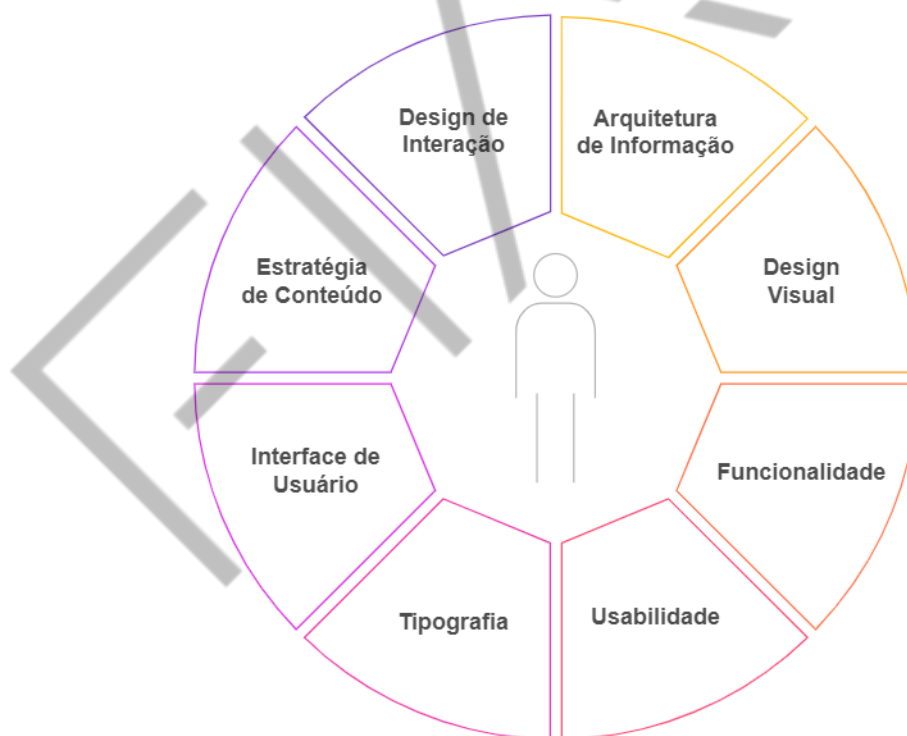 Design de
Interação
Arquitetura
de Informação
Estratégia
de Conteúdo
Design
Visual
Interface de
Usuário
Funcionalidade
Tipografia
Usabilidade